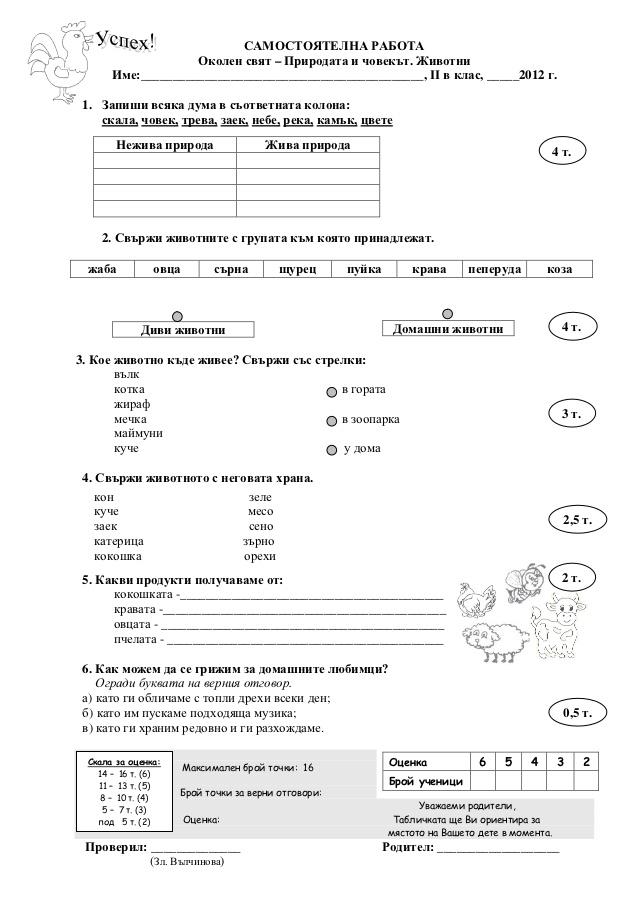 Успех!
САМОСТОЯТЕЛНА РАБОТА
Околен свят – Природата и човекът. Животни
Име:____________________________________________, II в клас, _____2012 г.
1. Запиши всяка дума в съответната колона:
скала, човек, трева, заек, небе, река, камък, цвете
Нежива природа Жива природа
4 т.
2. Свържи животните с групата към която принадлежат.
жаба овца сърна щурец пуйка крава пеперуда коза
Диви животни Домашни животни 4 т.
3. Кое животно къде живее? Свържи със стрелки:
вълк
котка в гората
жираф
мечка в зоопарка 3 т.
маймуни
куче у дома
4. Свържи животното с неговата храна.
кон зеле
куче месо
заек сено 2,5 т.
катерица зърно
кокошка орехи
5. Какви продукти получаваме от: 2 т.
кокошката -__________________________________________
кравата -_____________________________________________
овцата - _____________________________________________
пчелата - ____________________________________________
6. Как можем да се грижим за домашните любимци?
Огради буквата на верния отговор.
а) като ги обличаме с топли дрехи всеки ден;
б) като им пускаме подходяща музика; 0,5 т.
в) като ги храним редовно и ги разхождаме.
Скала за оценка:
14 – 16 т. (6)
11 – 13 т. (5)
8 – 10 т. (4)
5 – 7 т. (3)
под 5 т. (2)
Максимален брой точки: 16
Брой точки за верни отговори:
Оценка:
Оценка 6 5 4 3 2
Брой ученици
Уважаеми родители,
Табличката ще Ви ориентира за
мястото на Вашето дете в момента.
Проверил: ______________ Родител: ___________________
(Зл. Вълчинова)